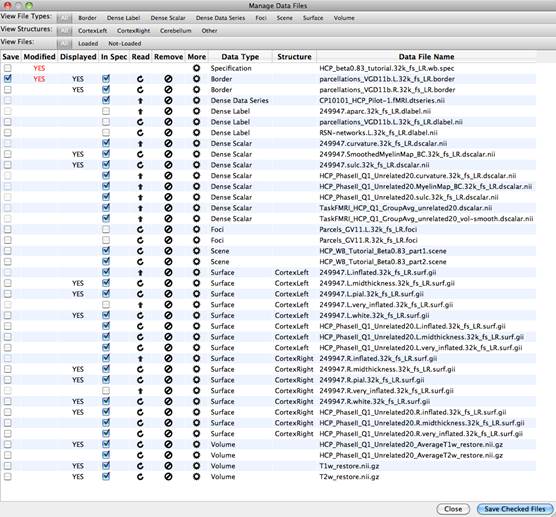 Manage Data Files
View File Types: All Border Dense Label Dense Scalar Dense Data Series Foci Scene Surface Volume
View Structures: All CortexLeft CortexRight Cerebellum Other
View Files: All Loaded Not-Loaded
Save Modified Displayed In Spec Read Remove More Data Type Structure Data File Name
YES Specification HCP_beta0.83_tutorial.32k_fs_LR.wb.spec
YES YES Border parcellations_VGD11b.L.32k_fs_LR.border
YES Border parcellations_VGD11b.R.32k_fs_LR.border
Dense Data Series CP10101_HCP_Pilot-1.fMRI.dtseries.nii
Dense Label 249947.aparc.32k_fs_LR.dlabel.nii
Dense Label parcellations_VGD11b.L.32k_fs_LR.dlabel.nii
Dense Label RSN-networks.L.32k_fs_LR.dlabel.nii
Dense Scalar 249947.curvature.32k_fs_LR.dscalar.nii
YES Dense Scalar 249947.SmoothedMyelinMap_BC.32k_fs_LR.dscalar.nii
YES Dense Scalar 249947.sulc.32k_fs_LR.dscalar.nii
Dense Scalar HCP_PhaseII_Q1_Unrelated20.curvature.32k_fs_LR.dscalar.nii
Dense Scalar HCP_PhaseII_Q1_Unrelated20.MyelinMap_BC.32k_fs_LR.dscalar.nii
Dense Scalar HCP_PhaseII_Q1_Unrelated20.sulc.32k_fs_LR.dscalar.nii
Dense Scalar TaskFMRI_HCP_Q1_GroupAvg_unrelated20.dscalar.nii
Dense Scalar TaskFMRI_HCP_Q1_GroupAvg_unrelated20_vol-smooth.dscalar.nii
Foci Parcels_GV11.L.32k_fs_LR.foci
Foci Parcels_GV11.R.32k_fs_LR.foci
Scene HCP_WB_Tutorial_Beta0.83_part1.scene
Scene HCP_WB_Tutorial_Beta0.83_part2.scene
Surface CortexLeft 249947.L.inflated.32k_fs_LR.surf.gii
YES Surface CortexLeft 249947.L.midthickness.32k_fs_LR.surf.gii
YES Surface CortexLeft 249947.L.pial.32k_fs_LR.surf.gii
Surface CortexLeft 249947.L.very_inflated.32k_fs_LR.surf.gii
YES Surface CortexLeft 249947.L.white.32k_fs_LR.surf.gii
Surface CortexLeft HCP_PhaseII_Q1_Unrelated20.L.inflated.32k_fs_LR.surf.gii
Surface CortexLeft HCP_PhaseII_Q1_Unrelated20.L.midthickness.32k_fs_LR.surf.gii
YES Surface CortexLeft HCP_PhaseII_Q1_Unrelated20.L.very_inflated.32k_fs_LR.surf.gii
Surface CortexRight 249947.R.inflated.32k_fs_LR.surf.gii
YES Surface CortexRight 249947.R.midthickness.32k_fs_LR.surf.gii
YES Surface CortexRight 249947.R.pial.32k_fs_LR.surf.gii
Surface CortexRight 249947.R.very_inflated.32k_fs_LR.surf.gii
YES Surface CortexRight 249947.R.white.32k_fs_LR.surf.gii
YES Surface CortexRight HCP_PhaseII_Q1_Unrelated20.R.inflated.32k_fs_LR.surf.gii
YES Surface CortexRight HCP_PhaseII_Q1_Unrelated20.R.midthickness.32k_fs_LR.surf.gii
YES Surface CortexRight HCP_PhaseII_Q1_Unrelated20.R.very_inflated.32k_fs_LR.surf.gii
YES Volume HCP_PhaseII_Q1_Unrelated20_AverageT1w_restore.nii.gz
Volume HCP_PhaseII_Q1_Unrelated20_AverageT2w_restore.nii.gz
YES Volume T1w_restore.nii.gz
YES Volume T2w_restore.nii.gz
Close Save Checked Files